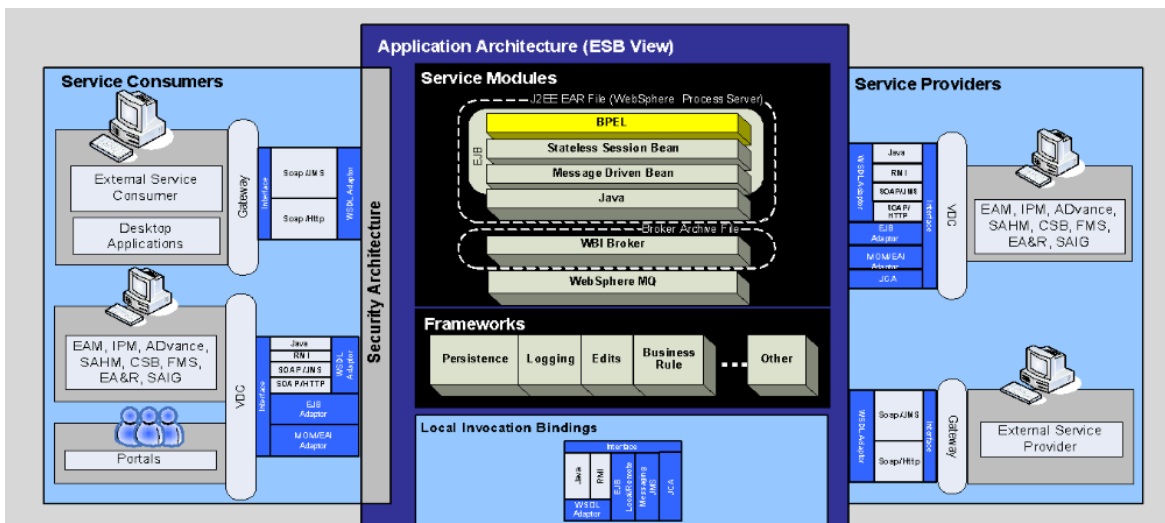 Application Architecture (ESB View)
Service Consumers
External Service
Consumer
Desktop
Applications
Gateway
Interface
Soap/JMS
Soap/Http
WSDL Adaptor
EAM, IPM, ADvance,
SAHM, CSB, FMS,
EA&R, SAIG
Portals
VDC
Interface
Java
RMI
SOAP/JMS
SOAP/HTTP
WSDL
Adaptor
EJB
Adaptor
MOM/EAI
Adaptor
Security Architecture
Service Modules
J2EE EAR File (WebSphere Process Server)
EJB
BPEL
Stateless Session Bean
Message Driven Bean
Java
Broker Archive File
WBI Broker
WebSphere MQ
Frameworks
Persistence
Logging
Edits
Business
Rule
Other
Local Invocation Bindings
Interface
Java
RMI
WSDL
Adaptor
EJB
Local/Remote
Messaging
JMS
JCA
Service Providers
WSDL Adaptor
Java
RMI
SOAP/JMS
SOAP/
HTTP
EJB
Adaptor
MOM/EAI
Adaptor
JCA
Interface
VDC
EAM, IPM, ADvance,
SAHM, CSB, FMS,
EA&R, SAIG
WSDL Adaptor
Soap/JMS
Soap/Http
Interface
Gateway
External Service
Provider